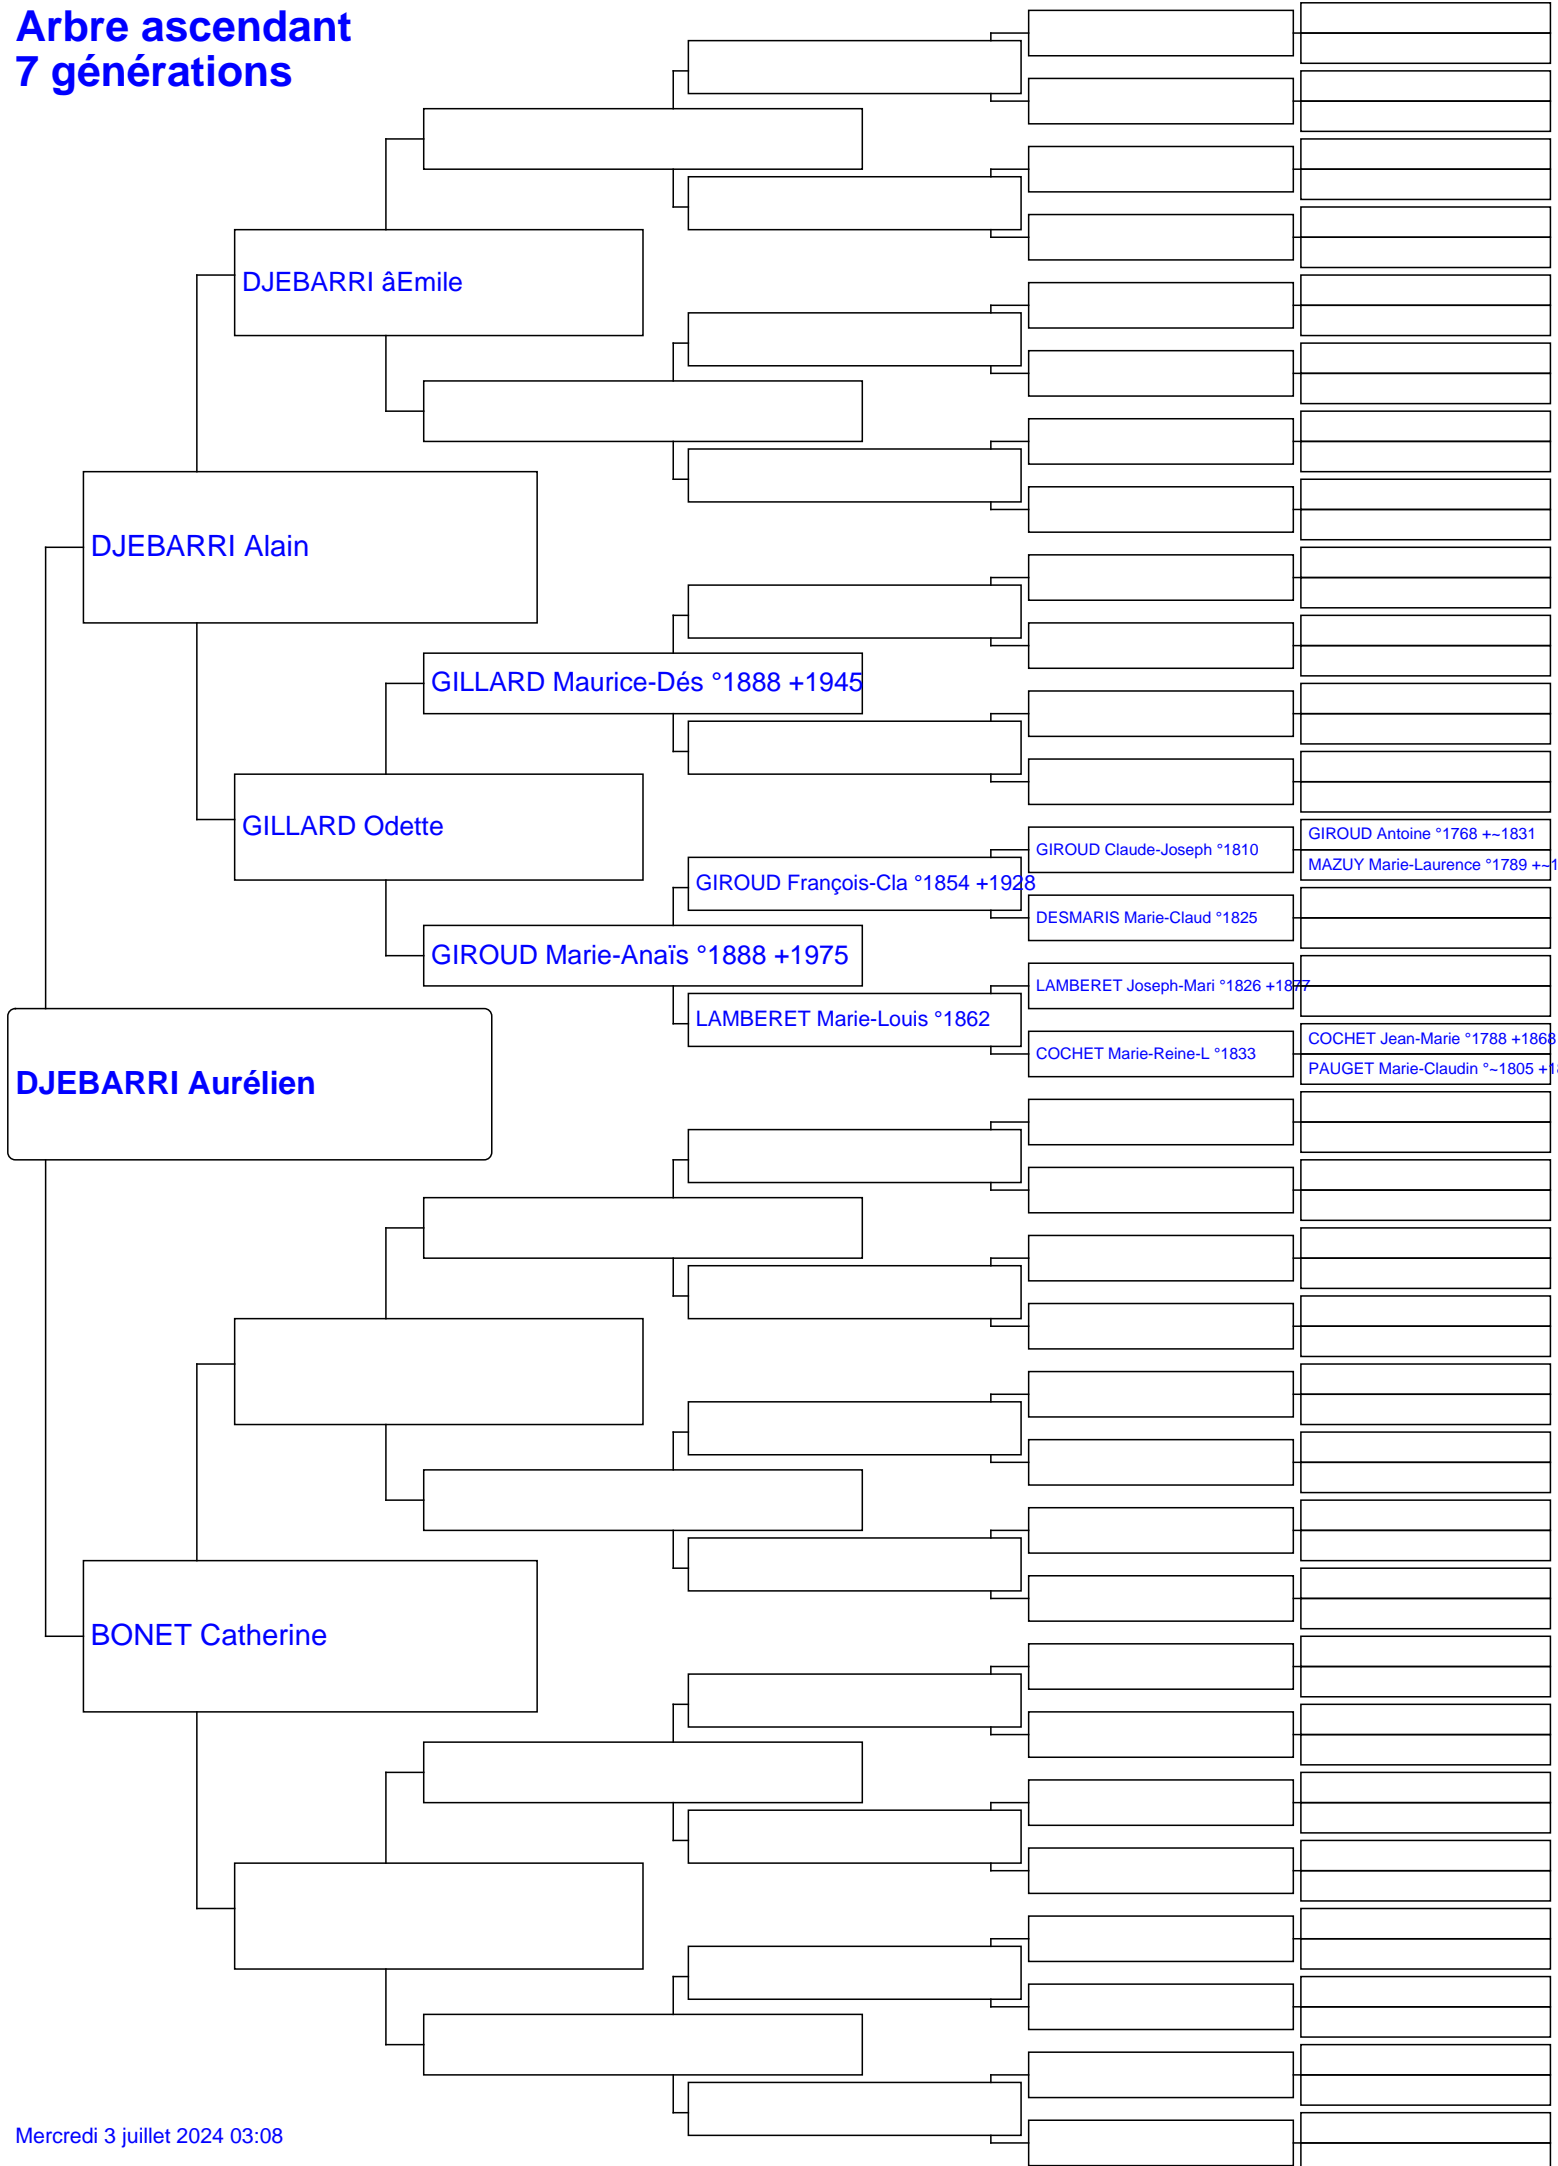 Arbre ascendant
7 générations
DJEBARRI âEmile
DJEBARRI Alain
GILLARD Maurice-Dés °1888 +1945
GILLARD Odette
GIROUD Antoine °1768 +~1831
GIROUD Claude-Joseph °1810
MAZUY Marie-Laurence °1789 +~1
GIROUD François-Cla °1854 +1928
DESMARIS Marie-Claud °1825
GIROUD Marie-Anaïs °1888 +1975
LAMBERET Joseph-Mari °1826 +1877
LAMBERET Marie-Louis °1862
COCHET Jean-Marie °1788 +1868
COCHET Marie-Reine-L °1833
PAUGET Marie-Claudin °~1805 +18
DJEBARRI Aurélien
BONET Catherine
Mercredi 3 juillet 2024 03:08